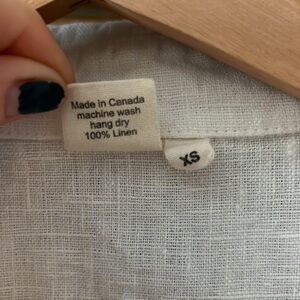 Made in Canada
machine wash
hang dry
100% Linen
XS